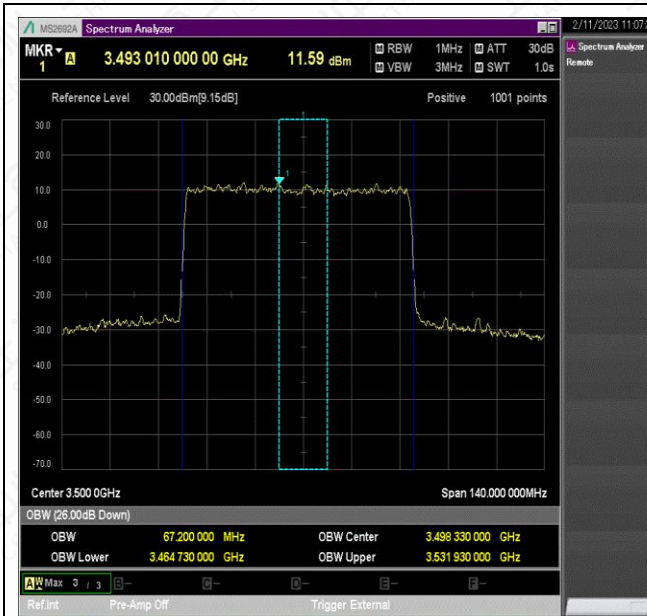 MS2692A Spectrum Analyzer
2/11/2023 11:07:
MKR 1 A 3.493 010 000 00 GHz 11.59 dBm
M RBW 1MHz M ATT 30dB
M VBW 3MHz M SWT 1.0s
Spectrum Analyzer
Remote
Reference Level 30.00dBm[9.15dB] Positive 1001 points
30.0
20.0
10.0
0.0
-10.0
-20.0
-30.0
-40.0
-50.0
-60.0
-70.0
1
Center 3.500 0GHz Span 140.000 000MHz
OBW (26.00dB Down)
OBW 67.200 000 MHz OBW Center 3.498 330 000 GHz
OBW Lower 3.464 730 000 GHz OBW Upper 3.531 930 000 GHz
A W Max 3 / 3 B- C- D- E- F-
Ref.Int Pre-Amp Off Trigger External